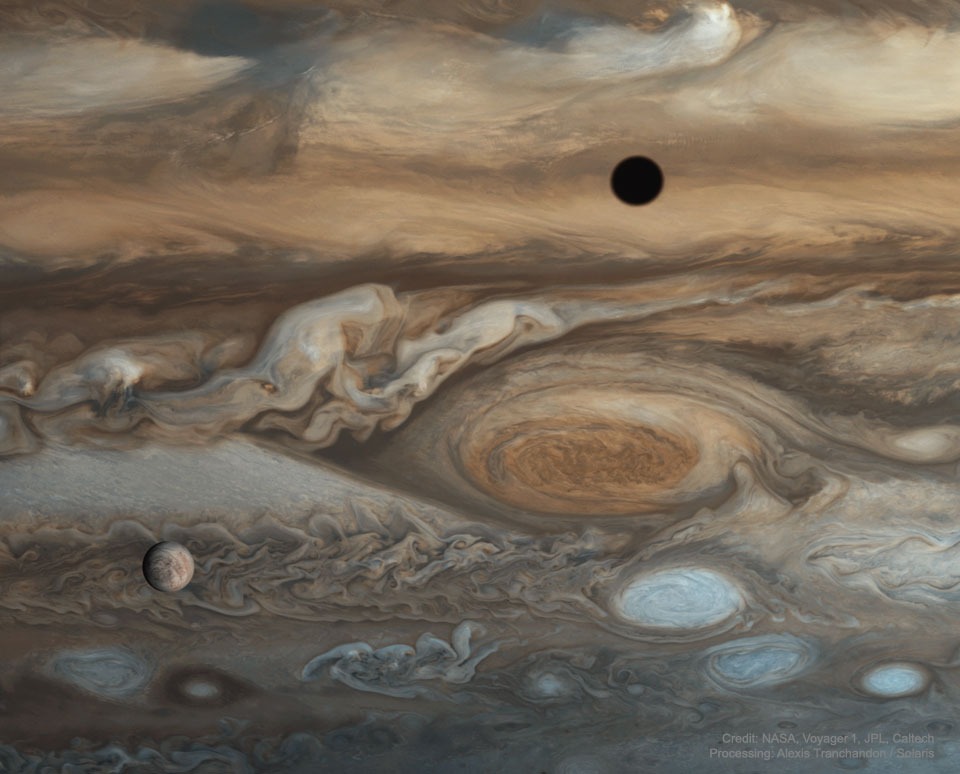 Credit: NASA, Voyager 1, JPL, Caltech
Processing: Alexis Tranchandon / Solaris